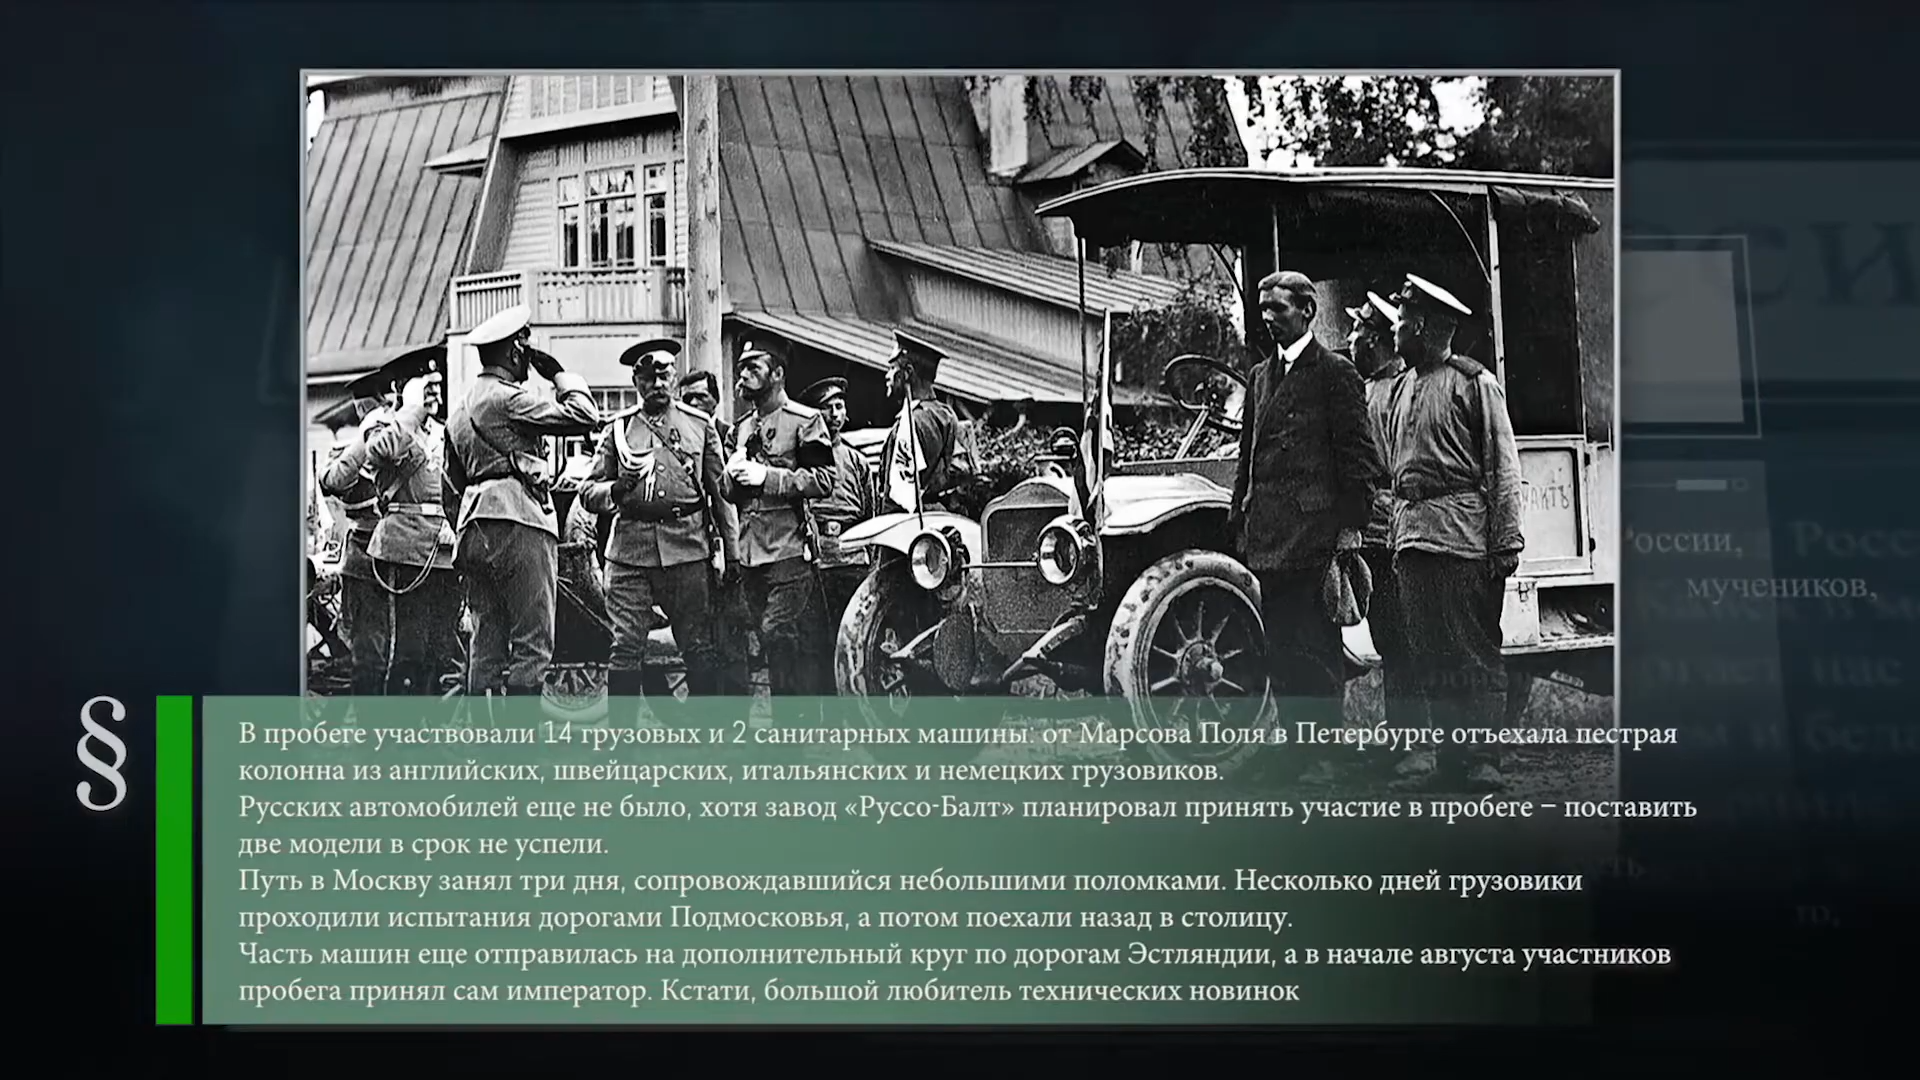 §
В пробеге участвовали 14 грузовых и 2 санитарных машины: от Марсова Поля в Петербурге отъехала пестрая
колонна из английских, швейцарских, итальянских и немецких грузовиков.
Русских автомобилей еще не было, хотя завод «Руссо-Балт» планировал принять участие в пробеге – поставить
две модели в срок не успели.
Путь в Москву занял три дня, сопровождавшийся небольшими поломками. Несколько дней грузовики
проходили испытания дорогами Подмосковья, а потом поехали назад в столицу.
Часть машин еще отправилась на дополнительный круг по дорогам Эстляндии, а в начале августа участников
пробега принял сам император. Кстати, большой любитель технических новинок
России,
мучеников,